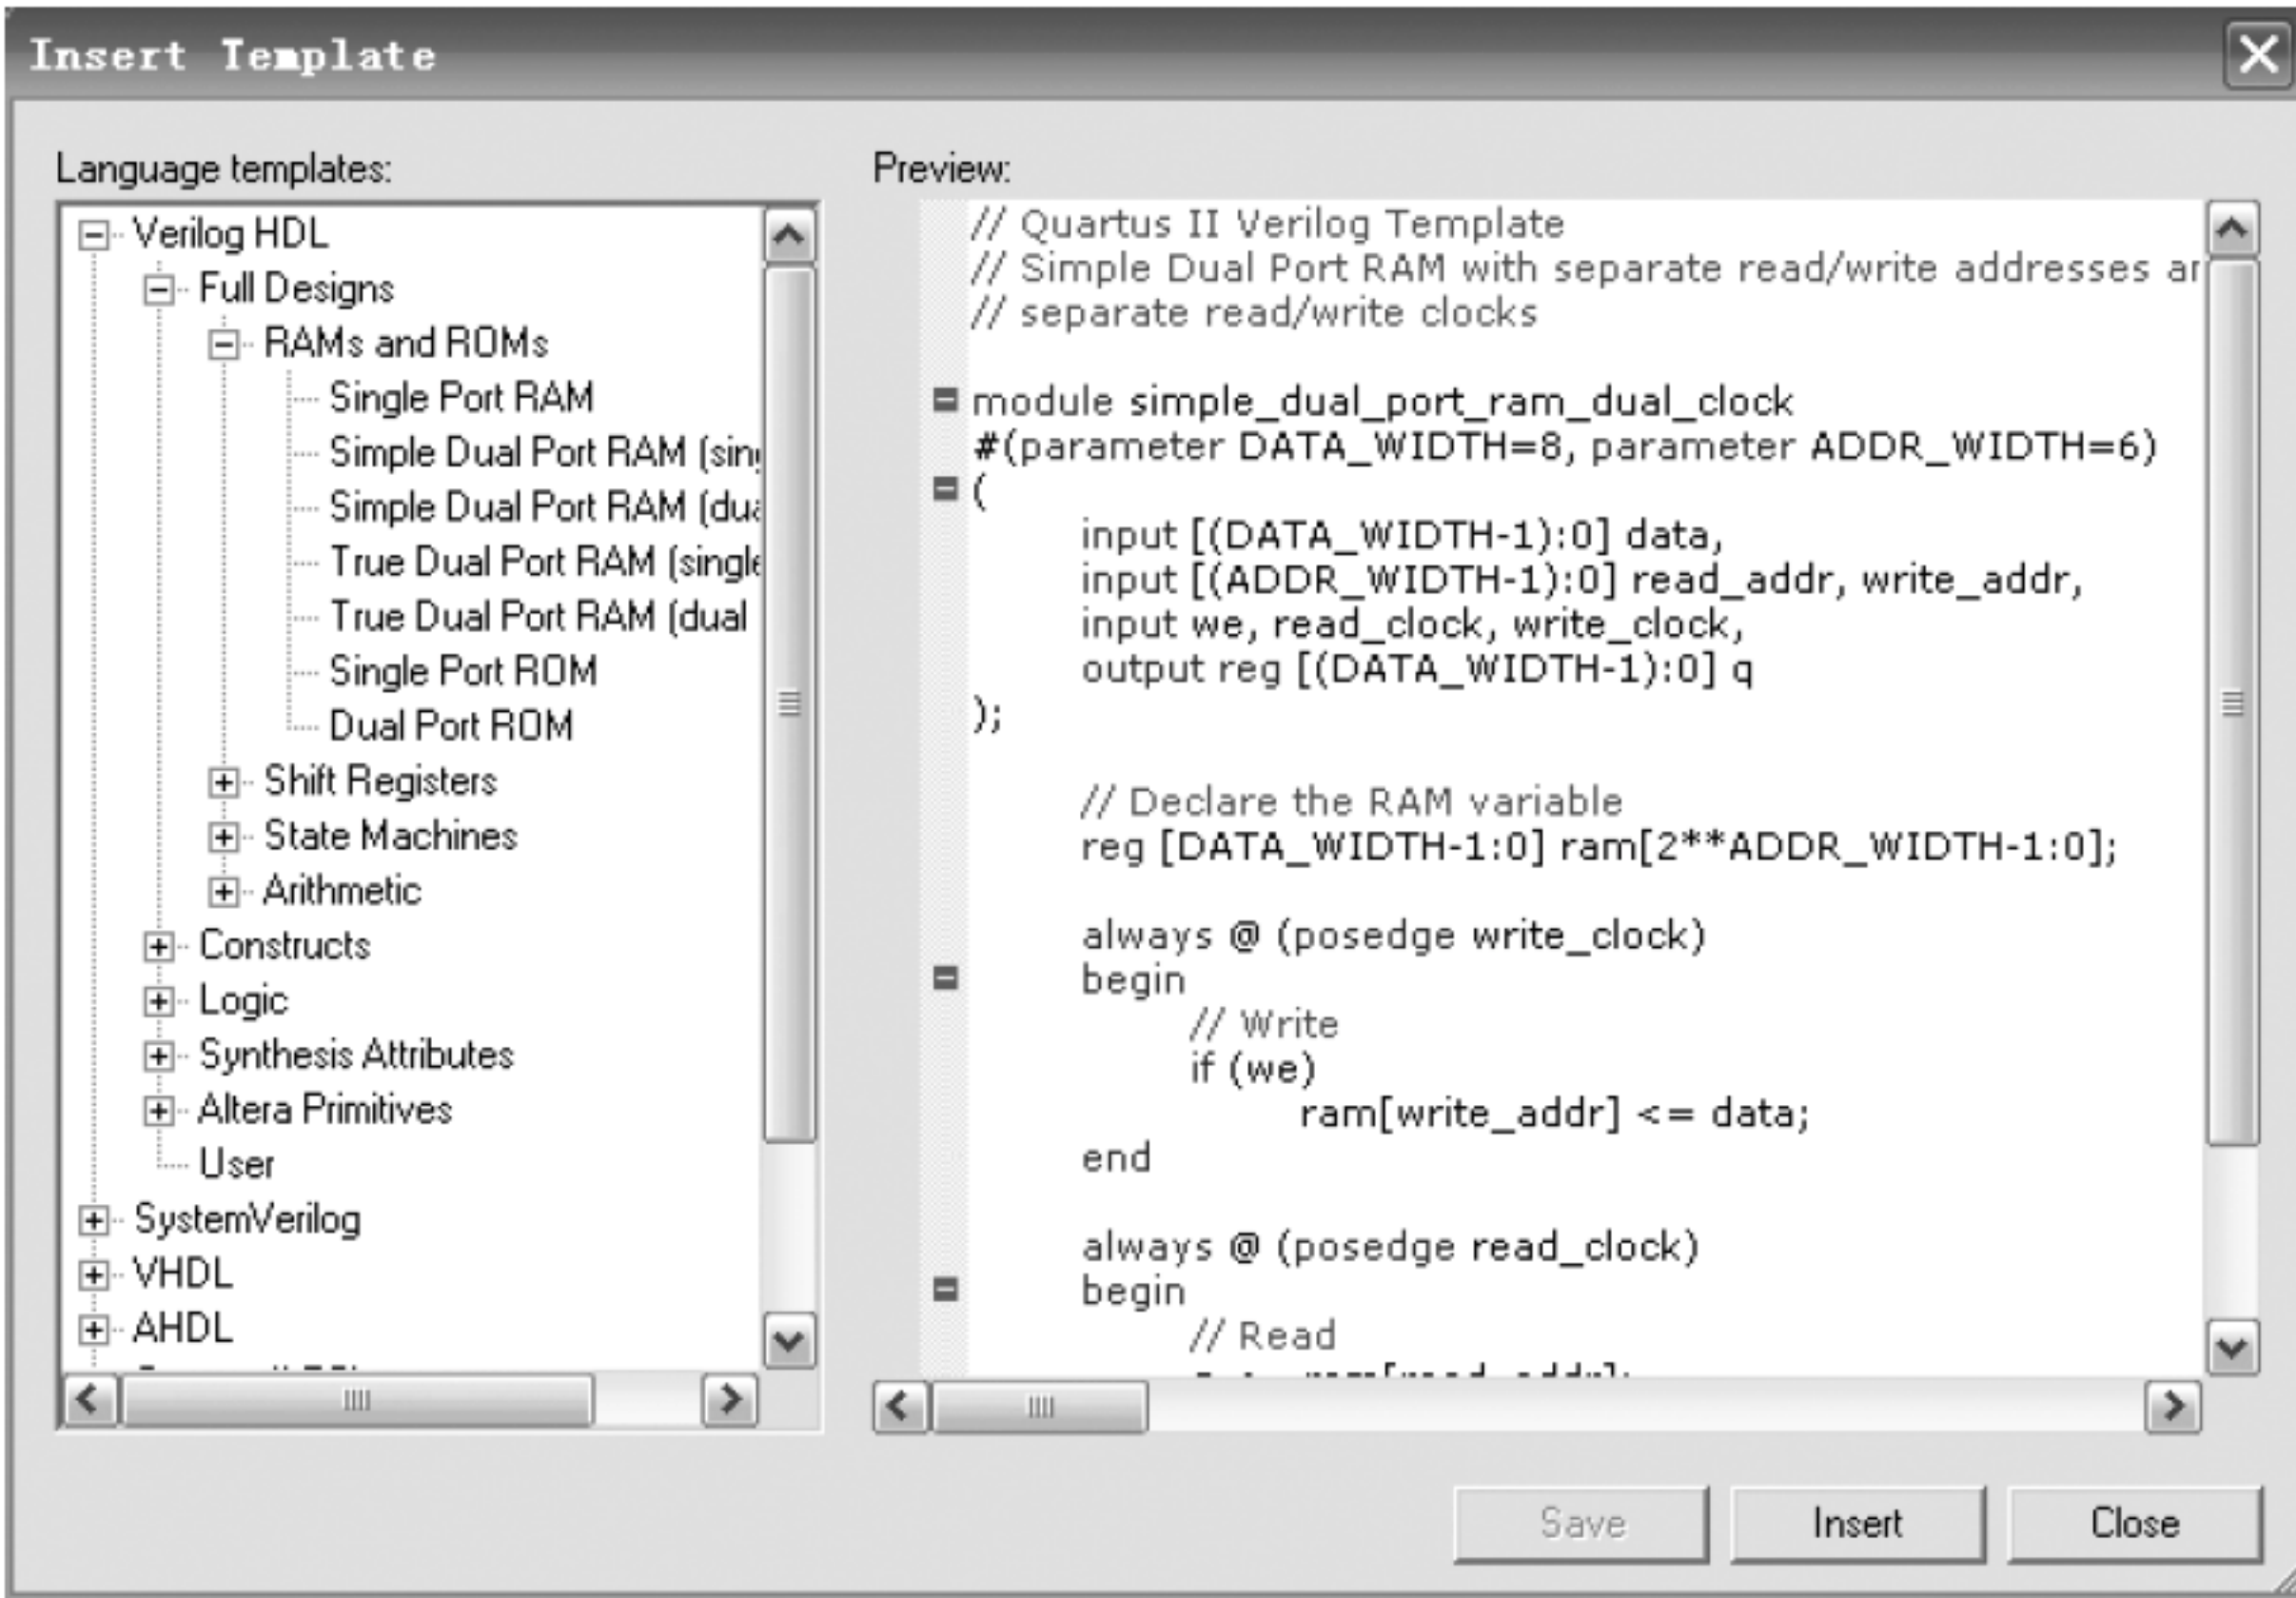 Insert Template
Language templates:
Verilog HDL
Full Designs
RAMs and ROMs
Single Port RAM
Simple Dual Port RAM (sin
Simple Dual Port RAM (dua
True Dual Port RAM (single
True Dual Port RAM (dual
Single Port ROM
Dual Port ROM
Shift Registers
State Machines
Arithmetic
Constructs
Logic
Synthesis Attributes
Altera Primitives
User
SystemVerilog
VHDL
AHDL
Preview:
// Quartus II Verilog Template
// Simple Dual Port RAM with separate read/write addresses ar
// separate read/write clocks
module simple_dual_port_ram_dual_clock
#(parameter DATA_WIDTH=8, parameter ADDR_WIDTH=6)
(
input [(DATA_WIDTH-1):0] data,
input [(ADDR_WIDTH-1):0] read_addr, write_addr,
input we, read_clock, write_clock,
output reg [(DATA_WIDTH-1):0] q
);
// Declare the RAM variable
reg [DATA_WIDTH-1:0] ram[2**ADDR_WIDTH-1:0];
always @ (posedge write_clock)
begin
// Write
if (we)
ram[write_addr] <= data;
end
always @ (posedge read_clock)
begin
// Read
Save
Insert
Close